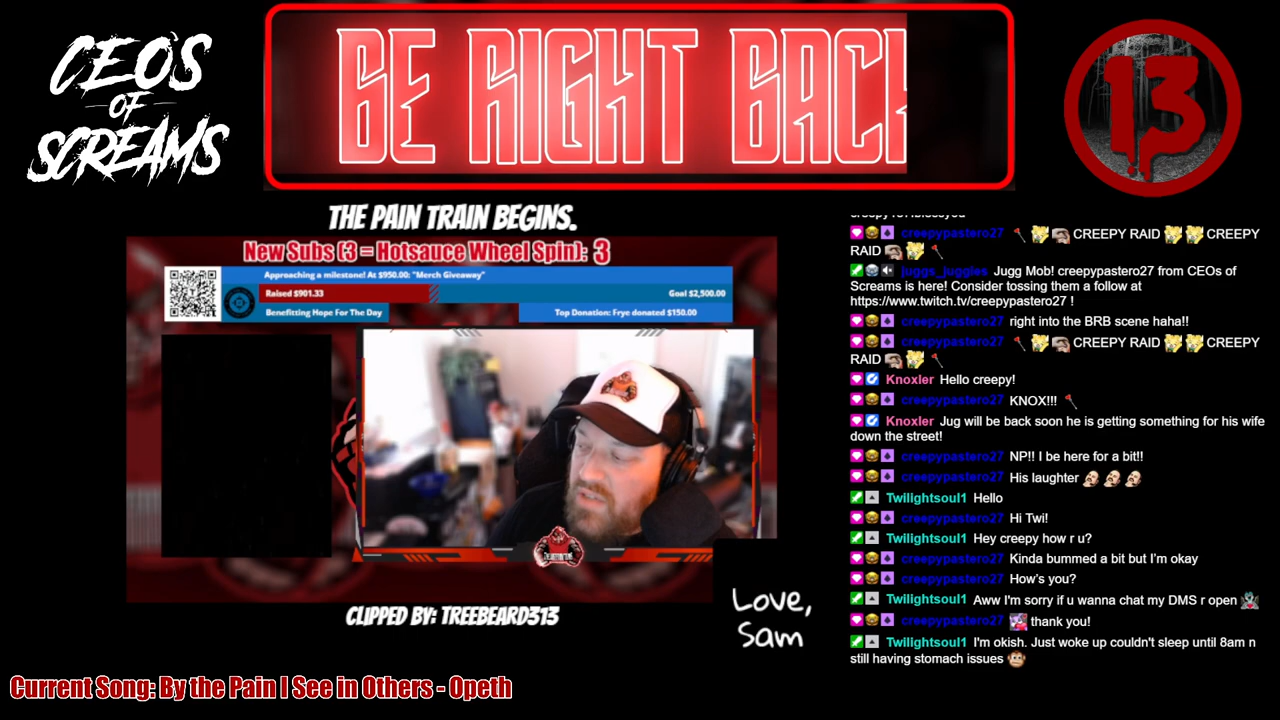 CEO'S
OF
SCREAMS
BE RIGHT BACK
13
THE PAIN TRAIN BEGINS.
New Subs (3 = Hotsauce Wheel Spin): 3
Approaching a milestone! At $950.00: "Merch Giveaway"
Raised $901.33
Goal $2,500.00
Benefitting Hope For The Day
Top Donation: Frye donated $150.00
CLIPPED BY: TREEBEARD313
Love,
Sam
Current Song: By the Pain I See in Others - Opeth
creepypastero27 CREEPY RAID CREEPY
RAID
juggs_juggles Jugg Mob! creepypastero27 from CEOs of
Screams is here! Consider tossing them a follow at
https://www.twitch.tv/creepypastero27 !
creepypastero27 right into the BRB scene haha!!
creepypastero27 CREEPY RAID CREEPY
RAID
Knoxler Hello creepy!
creepypastero27 KNOX!!!
Knoxler Jug will be back soon he is getting something for his wife
down the street!
creepypastero27 NP!! I be here for a bit!!
creepypastero27 His laughter
Twilightsoul1 Hello
creepypastero27 Hi Twi!
Twilightsoul1 Hey creepy how r u?
creepypastero27 Kinda bummed a bit but I'm okay
creepypastero27 How's you?
Twilightsoul1 Aww I'm sorry if u wanna chat my DMS r open
creepypastero27 thank you!
Twilightsoul1 I'm okish. Just woke up couldn't sleep until 8am n
still having stomach issues